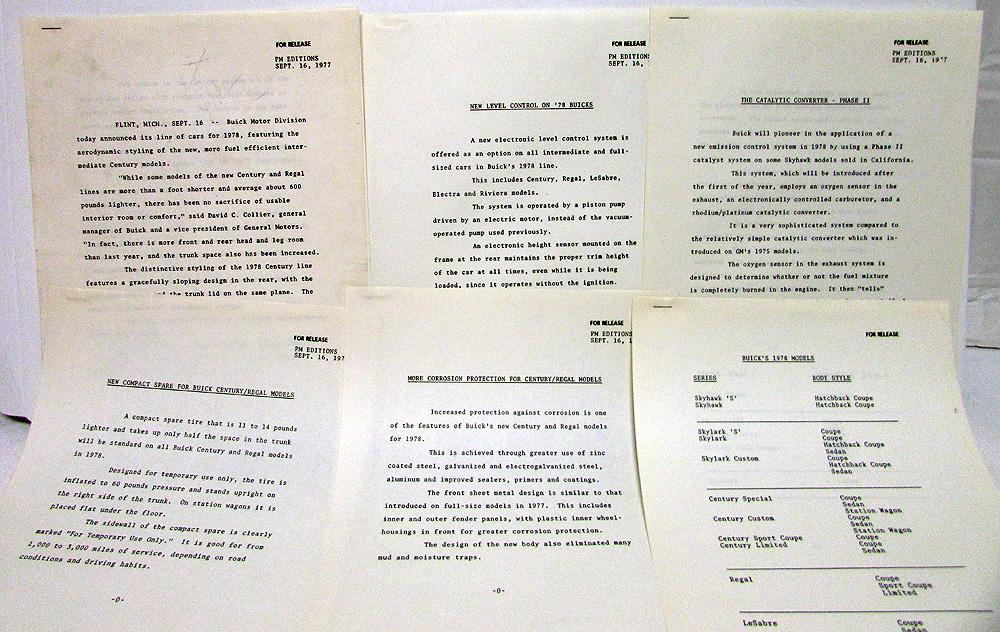 FOR RELEASE
PM EDITIONS
SEPT. 16, 1977
FLINT, MICH., SEPT. 16 -- Buick Motor Division
today announced its line of cars for 1978, featuring the
aerodynamic styling of the new, more fuel efficient inter-
mediate Century models.
"While some models of the new Century and Regal
lines are more than a foot shorter and average about 600
pounds lighter, there has been no sacrifice of usable
interior room or comfort," said David C. Collier, general
manager of Buick and a vice president of General Motors.
"In fact, there is more front and rear head and leg room
than last year, and the trunk space also has been increased.
The distinctive styling of the 1978 Century line
features a gracefully sloping design in the rear, with the
the trunk lid on the same plane. The
FOR RELEASE
PM EDITIONS
SEPT. 16,
NEW LEVEL CONTROL ON '78 BUICKS
A new electronic level control system is
offered as an option on all intermediate and full-
sized cars in Buick's 1978 line.
This includes Century, Regal, LeSabre,
Electra and Riviera models.
The system is operated by a piston pump
driven by an electric motor, instead of the vacuum-
operated pump used previously.
An electronic height sensor mounted on the
frame at the rear maintains the proper trim height
of the car at all times, even while it is being
loaded, since it operates without the ignition.
FOR RELEASE
PM EDITIONS
SEPT. 16, 19'7
THE CATALYTIC CONVERTER - PHASE II
Buick will pioneer in the application of a
new emission control system in 1978 by using a Phase II
catalyst system on some Skyhawk models sold in California.
This system, which will be introduced after
the first of the year, employs an oxygen sensor in the
exhaust, an electronically controlled carburetor, and a
rhodium/platinum catalytic converter.
It is a very sophisticated system compared to
the relatively simple catalytic converter which was in-
troduced on GM's 1975 models.
The oxygen sensor in the exhaust system is
designed to determine whether or not the fuel mixture
is completely burned in the engine. It then "tells"
FOR RELEASE
PM EDITIONS
SEPT. 16, 197
NEW COMPACT SPARE FOR BUICK CENTURY/REGAL MODELS
A compact spare tire that is 11 to 14 pounds
lighter and takes up only half the space in the trunk
will be standard on all Buick Century and Regal models
in 1978.
Designed for temporary use only, the tire is
inflated to 60 pounds pressure and stands upright on
the right side of the trunk. On station wagons it is
placed flat under the floor.
The sidewall of the compact spare is clearly
marked "For Temporary Use Only." It is good for from
1,000 to 3,000 miles of service, depending on road
conditions and driving habits.
-0-
FOR RELEASE
PM EDITIONS
SEPT. 16, 1
MORE CORROSION PROTECTION FOR CENTURY/REGAL MODELS
Increased protection against corrosion is one
of the features of Buick's new Century and Regal models
for 1978.
This is achieved through greater use of zinc
coated steel, galvanized and electrogalvanized steel,
aluminum and improved sealers, primers and coatings.
The front sheet metal design is similar to that
introduced on full-size models in 1977. This includes
inner and outer fender panels, with plastic inner wheel-
housings in front for greater corrosion protection.
The design of the new body also eliminated many
mud and moisture traps.
-0-
FOR RELEASE
BUICK'S 1978 MODELS
SERIES BODY STYLE
Skyhawk 'S' Hatchback Coupe
Skyhawk Hatchback Coupe
Skylark 'S' Coupe
Skylark Coupe
Hatchback Coupe
Sedan
Skylark Custom Coupe
Hatchback Coupe
Sedan
Century Special Coupe
Sedan
Station Wagon
Century Custom Coupe
Sedan
Station Wagon
Century Sport Coupe Coupe
Century Limited Coupe
Sedan
Regal Coupe
Sport Coupe
Limited
LeSabre Coupe
Sedan